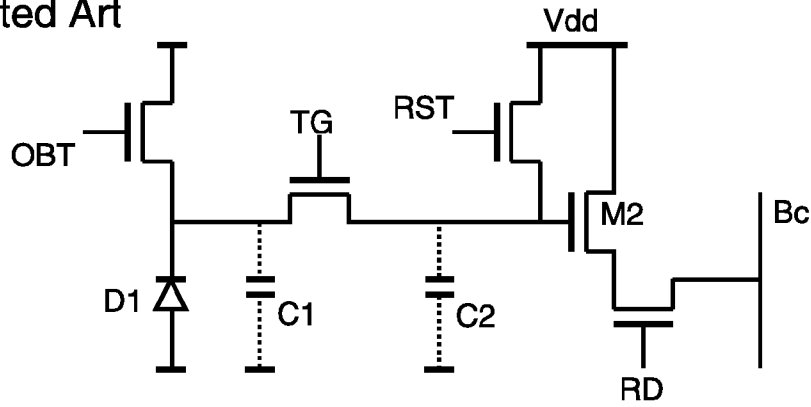 ted Art
Vdd
RST
TG
OBT
M2
Bc
D1
C1
C2
RD